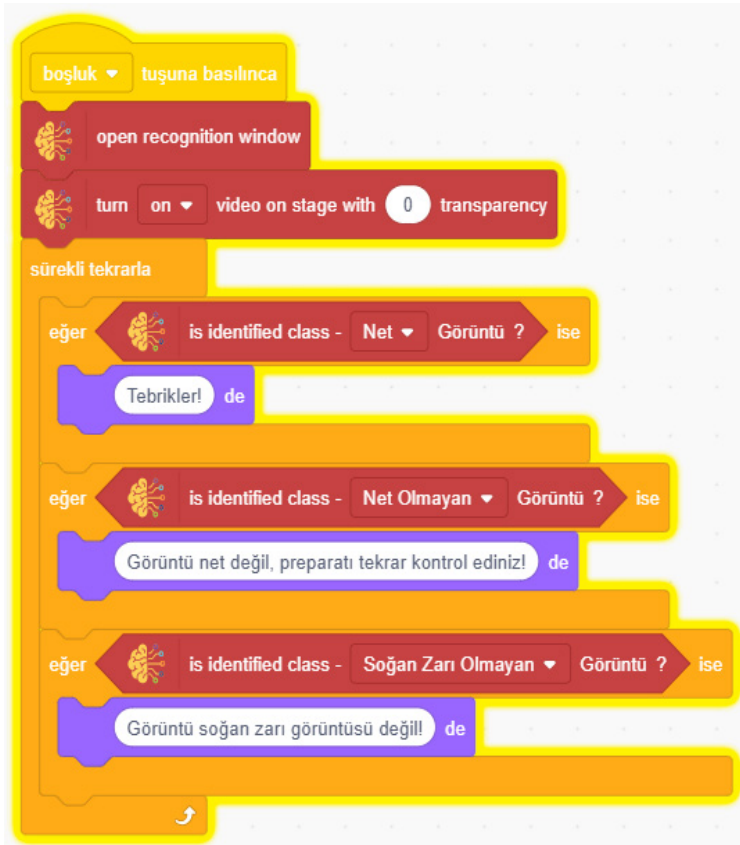 boşluk tuşuna basılınca
open recognition window
turn on video on stage with 0 transparency
sürekli tekrarla
eğer is identified class - Net Görüntü ? ise
Tebrikler! de
eğer is identified class - Net Olmayan Görüntü ? ise
Görüntü net değil, preparatı tekrar kontrol ediniz! de
eğer is identified class - Soğan Zarı Olmayan Görüntü ? ise
Görüntü soğan zarı görüntüsü değil! de